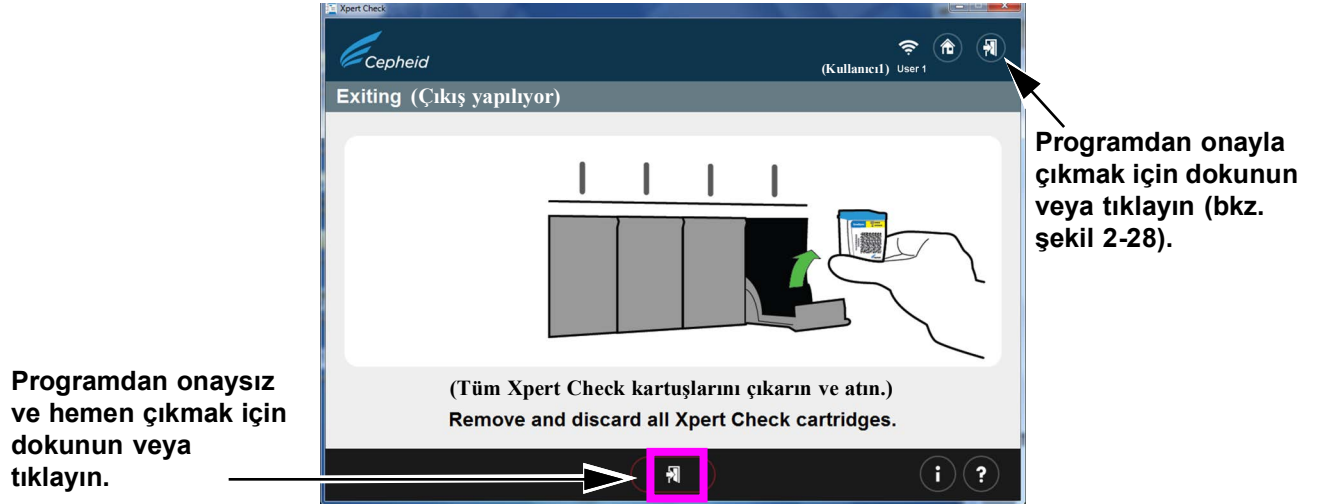 Xpert Check
Cepheid
(Kullanıcı1) User 1
Exiting (Çıkış yapılıyor)
Programdan onayla
çıkmak için dokunun
veya tıklayın (bkz.
şekil 2-28).
Programdan onaysız
ve hemen çıkmak için
dokunun veya
tıklayın.
(Tüm Xpert Check kartuşlarını çıkarın ve atın.)
Remove and discard all Xpert Check cartridges.
i ?